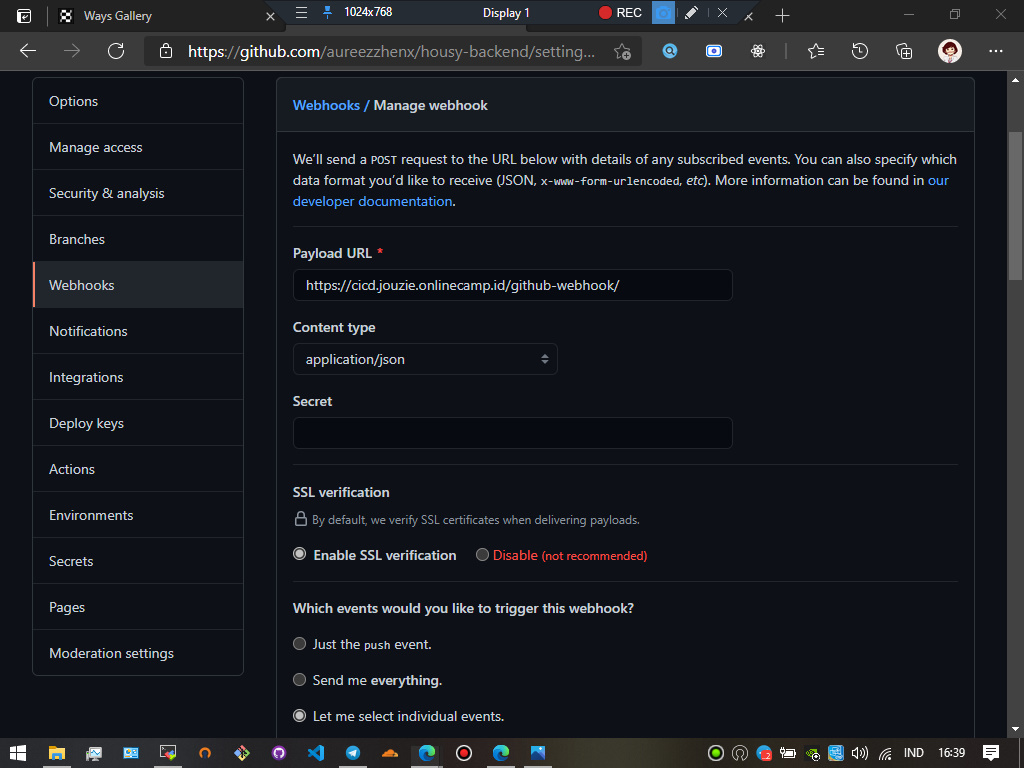 Ways Gallery
1024x768
Display 1
REC
https://github.com/aureezzhenx/housy-backend/setting...
Options
Manage access
Security & analysis
Branches
Webhooks
Notifications
Integrations
Deploy keys
Actions
Environments
Secrets
Pages
Moderation settings
Webhooks / Manage webhook
We'll send a POST request to the URL below with details of any subscribed events. You can also specify which
data format you'd like to receive (JSON, x-www-form-urlencoded, etc). More information can be found in our
developer documentation.
Payload URL *
https://cicd.jouzie.onlinecamp.id/github-webhook/
Content type
application/json
Secret
SSL verification
By default, we verify SSL certificates when delivering payloads.
Enable SSL verification
Disable (not recommended)
Which events would you like to trigger this webhook?
Just the push event.
Send me everything.
Let me select individual events.
IND
16:39